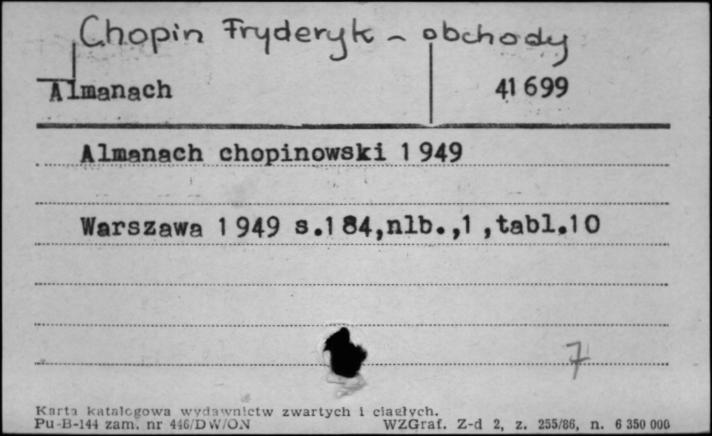 Chopin Fryderyk - obchody
Almanach 41 699
Almanach chopinowski 1949
Warszawa 1949 s.184,nlb.,1 ,tabl.10
7
Karta katalogowa wydawnictw zwartych i ciągłych.
Pu-B-144 zam. nr 446/DW/ON WZGraf. Z-d 2, z. 255/86, n. 6 350 000